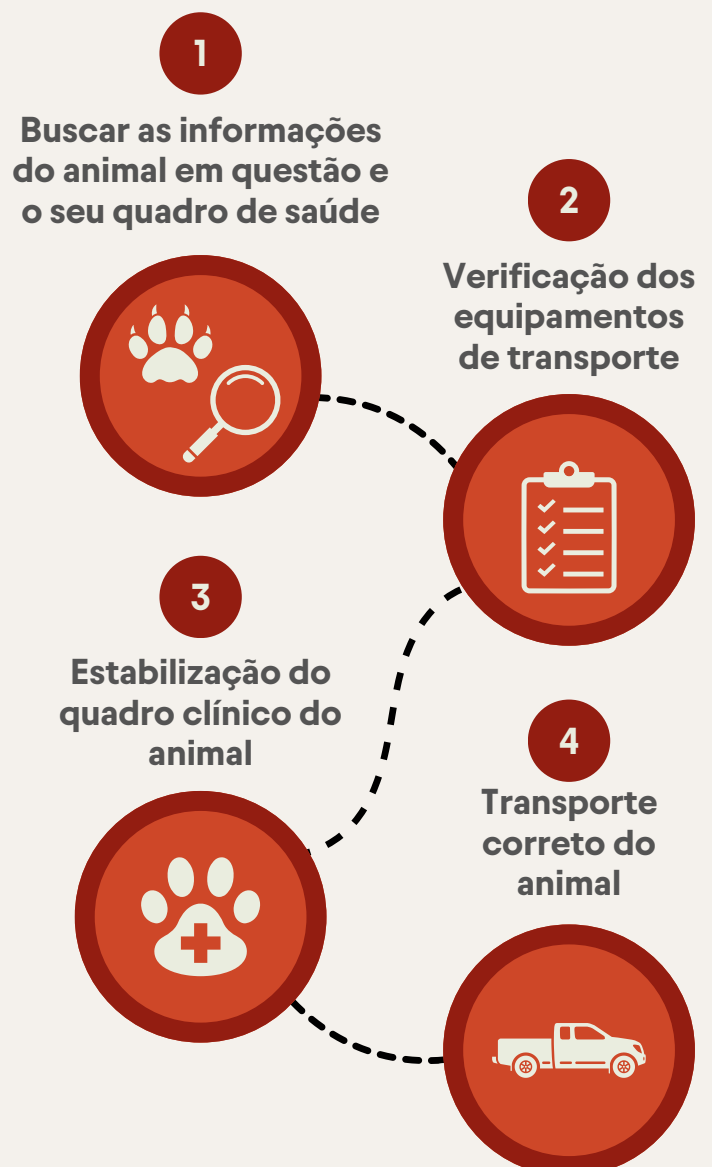 1
Buscar as informações
do animal em questão e
o seu quadro de saúde
2
Verificação dos
equipamentos
de transporte
3
Estabilização do
quadro clínico do
animal
4
Transporte
correto do
animal